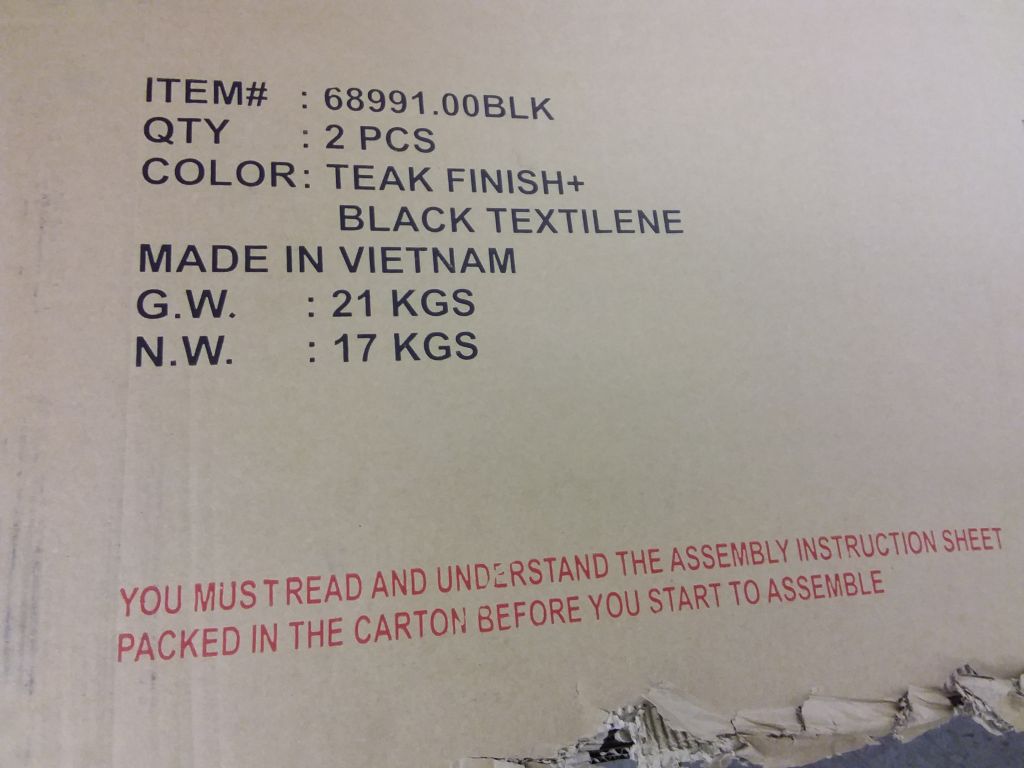 ITEM# : 68991.00BLK
QTY : 2 PCS
COLOR: TEAK FINISH+
BLACK TEXTILENE
MADE IN VIETNAM
G.W. : 21 KGS
N.W. : 17 KGS
YOU MUST READ AND UNDERSTAND THE ASSEMBLY INSTRUCTION SHEET
PACKED IN THE CARTON BEFORE YOU START TO ASSEMBLE